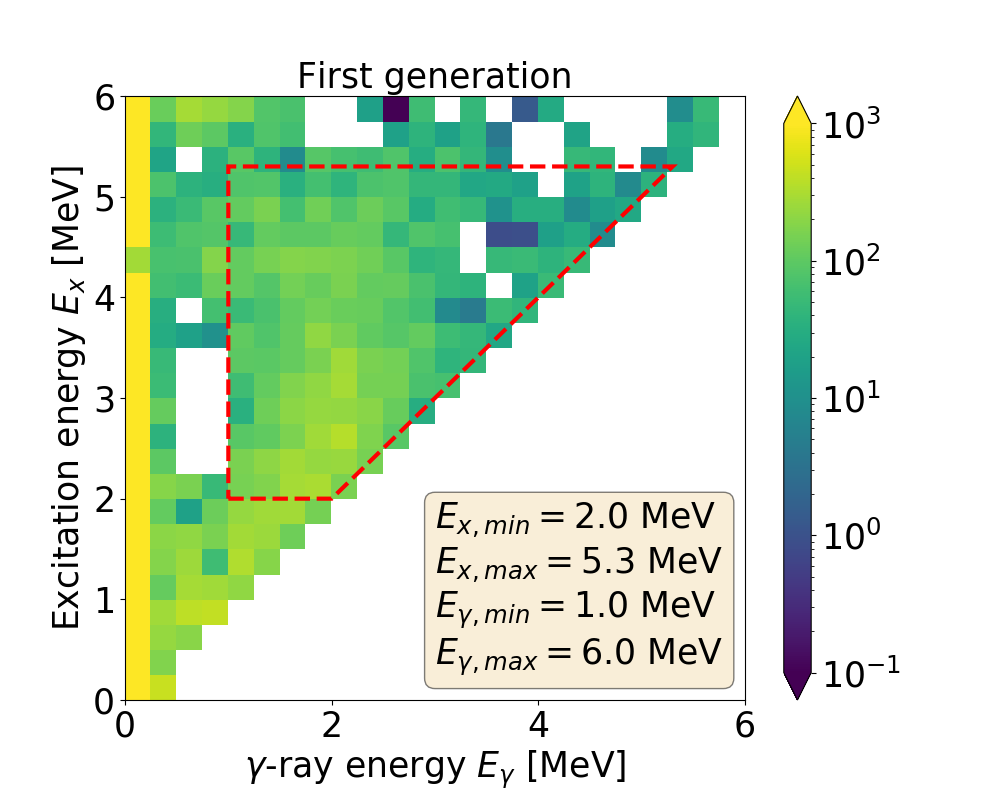 First generation
Excitation energy $E_x$ [MeV]
6
5
4
3
2
1
0
0 2 4 6
γ-ray energy $E_γ$ [MeV]
$E_{x,min}$ = 2.0 MeV
$E_{x,max}$ = 5.3 MeV
$E_{γ,min}$ = 1.0 MeV
$E_{γ,max}$ = 6.0 MeV
$10^3$
$10^2$
$10^1$
$10^0$
$10^{-1}$